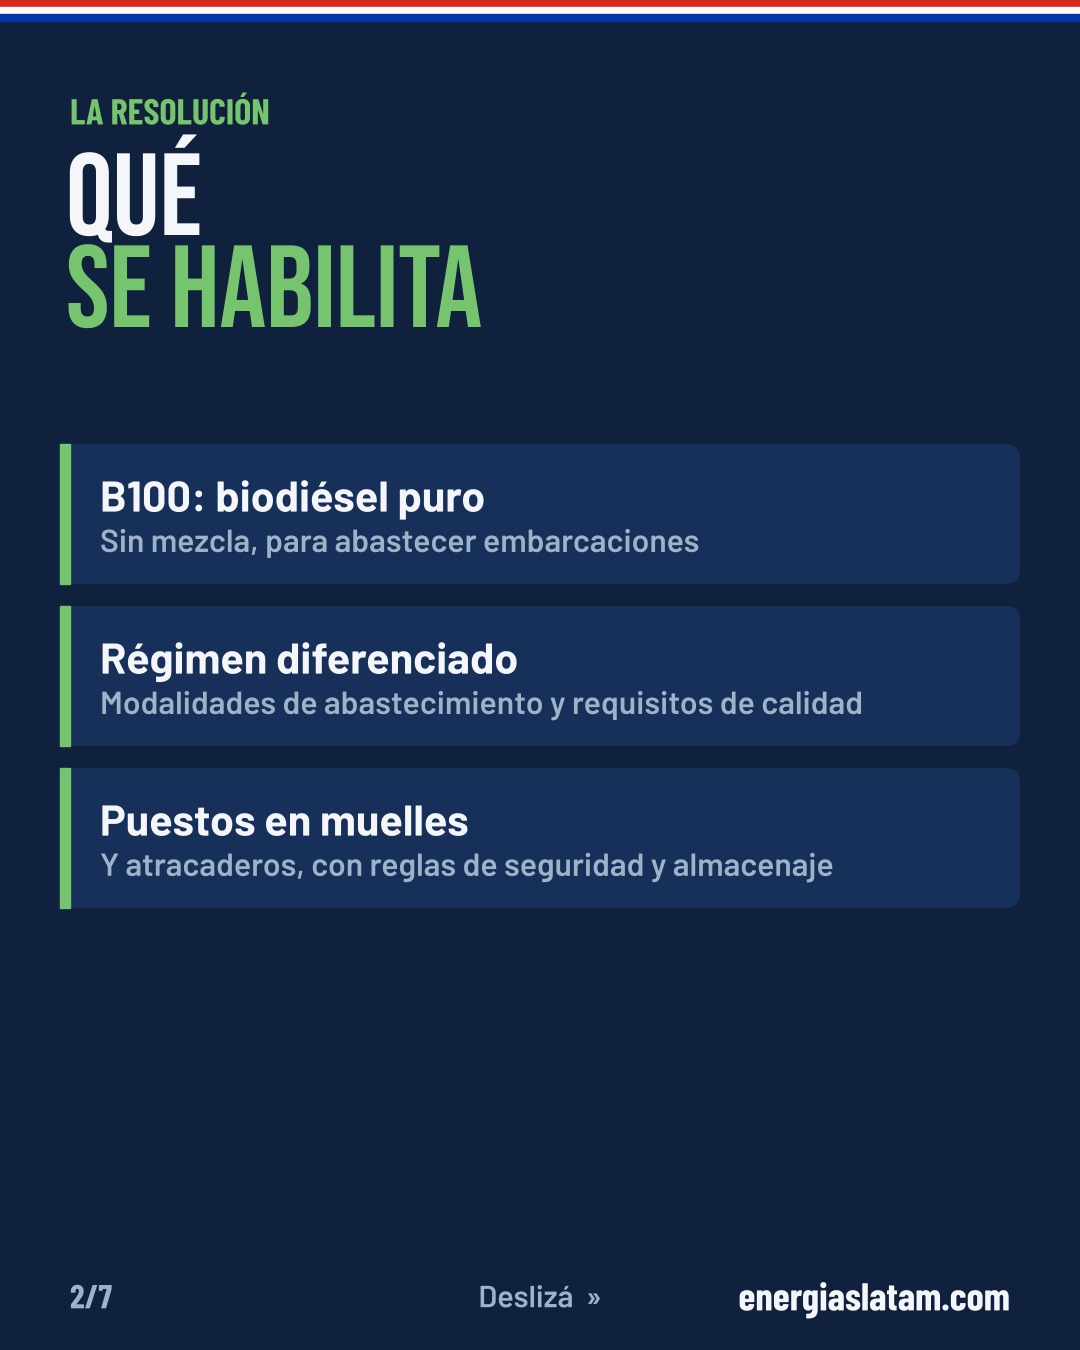 LA RESOLUCIÓN
QUÉ
SE HABILITA
B100: biodiésel puro
Sin mezcla, para abastecer embarcaciones
Régimen diferenciado
Modalidades de abastecimiento y requisitos de calidad
Puestos en muelles
Y atracaderos, con reglas de seguridad y almacenaje
2/7
Deslizá »
energiaslatam.com